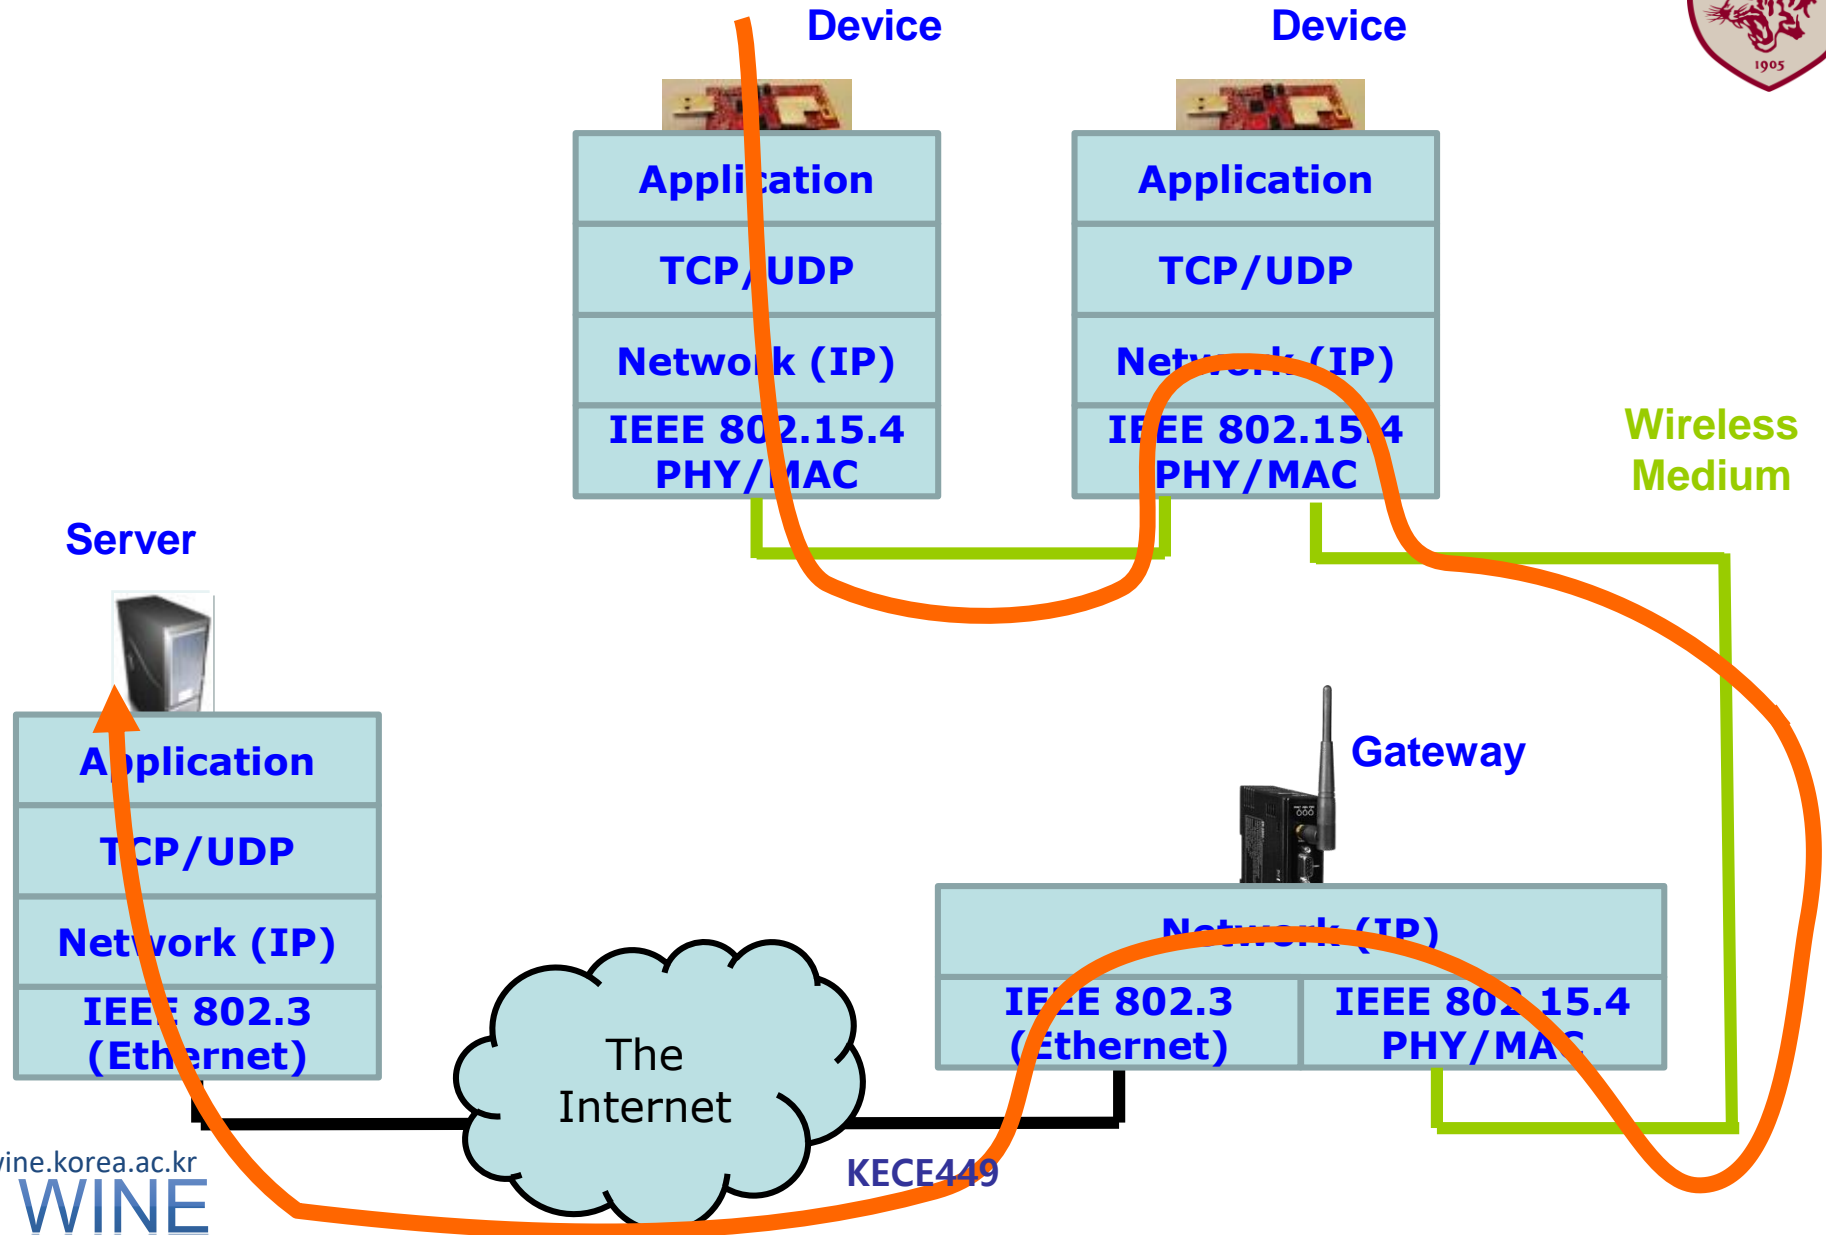 Device
Device
1905
Application
TCP/UDP
Network (IP)
IEEE 802.15.4
PHY/MAC
Application
TCP/UDP
Network (IP)
IEEE 802.15.4
PHY/MAC
Wireless
Medium
Server
Application
TCP/UDP
Network (IP)
IEEE 802.3
(Ethernet)
The
Internet
Gateway
Network (IP)
IEEE 802.3
(Ethernet)
IEEE 802.15.4
PHY/MAC
wine.korea.ac.kr
WINE
KECE449